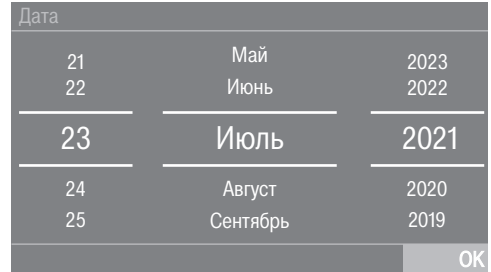 Дата
21 Май 2023
22 Июнь 2022
23 Июль 2021
24 Август 2020
25 Сентябрь 2019
OK